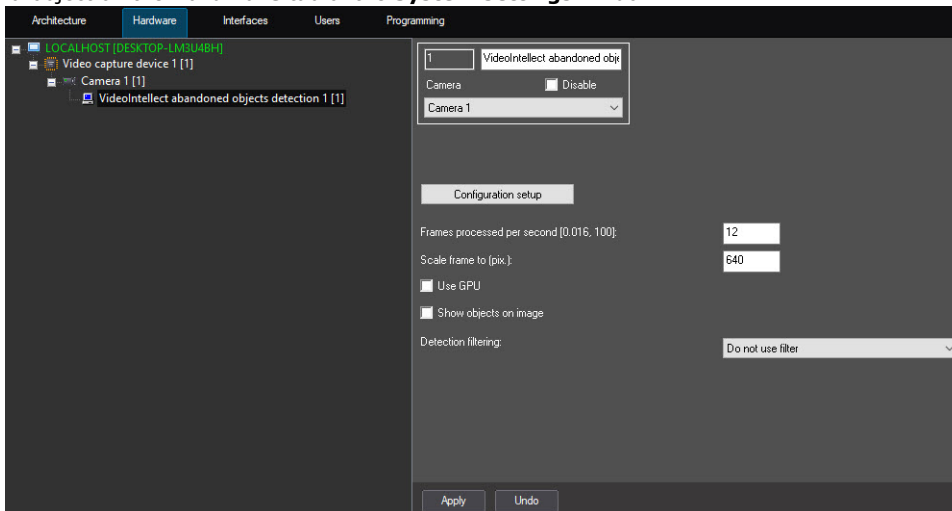 Architecture Hardware Interfaces Users Programming
LOCALHOST [DESKTOP-LM3U4BH]
Video capture device 1 [1]
Camera 1 [1]
VideoIntellect abandoned objects detection 1 [1]
1 VideoIntellect abandoned obje
Camera Disable
Camera 1
Configuration setup
Frames processed per second [0.016, 100]: 12
Scale frame to (pix.): 640
Use GPU
Show objects on image
Detection filtering: Do not use filter
Apply Undo